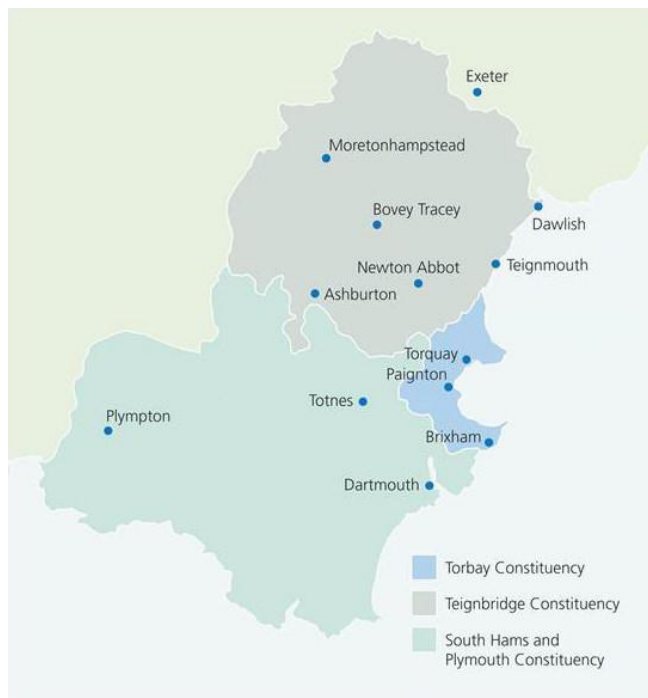 Exeter
Moretonhampstead
Bovey Tracey
Dawlish
Newton Abbot
Teignmouth
Ashburton
Torquay
Paignton
Totnes
Plympton
Brixham
Dartmouth
Torbay Constituency
Teignbridge Constituency
South Hams and
Plymouth Constituency